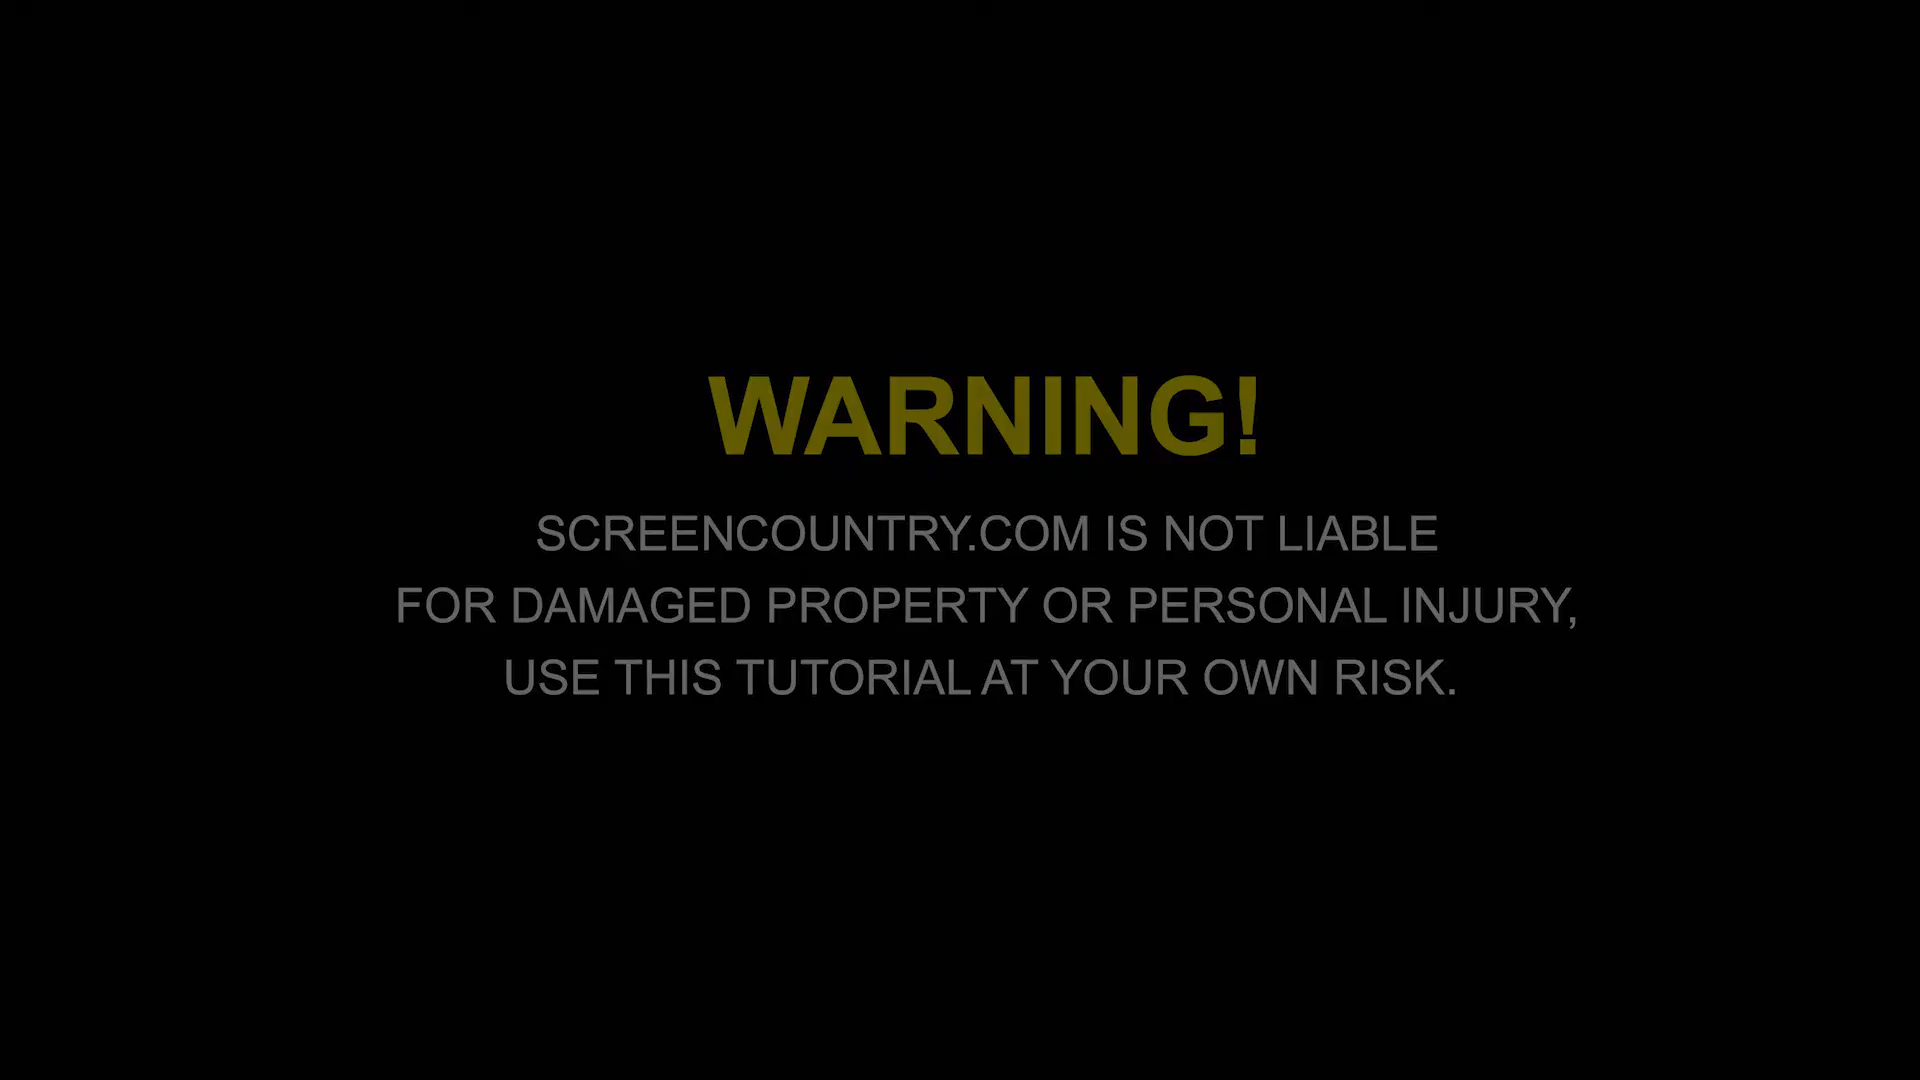 WARNING!
SCREENCOUNTRY.COM IS NOT LIABLE
FOR DAMAGED PROPERTY OR PERSONAL INJURY,
USE THIS TUTORIAL AT YOUR OWN RISK.